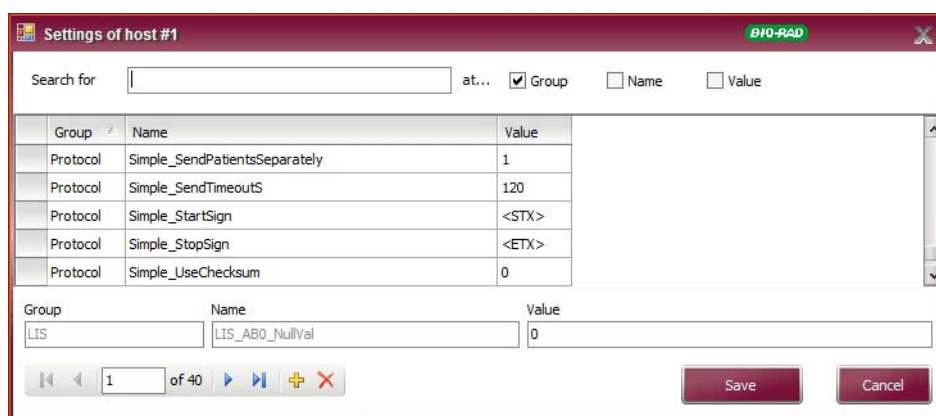 Settings of host #1 BIO-RAD X
Search for at... Group Name Value
Group Name Value
Protocol Simple_SendPatientsSeparately 1
Protocol Simple_SendTimeoutS 120
Protocol Simple_StartSign <STX>
Protocol Simple_StopSign <ETX>
Protocol Simple_UseChecksum 0
Group Name Value
LIS LIS_AB0_NullVal 0
1 of 40
Save Cancel